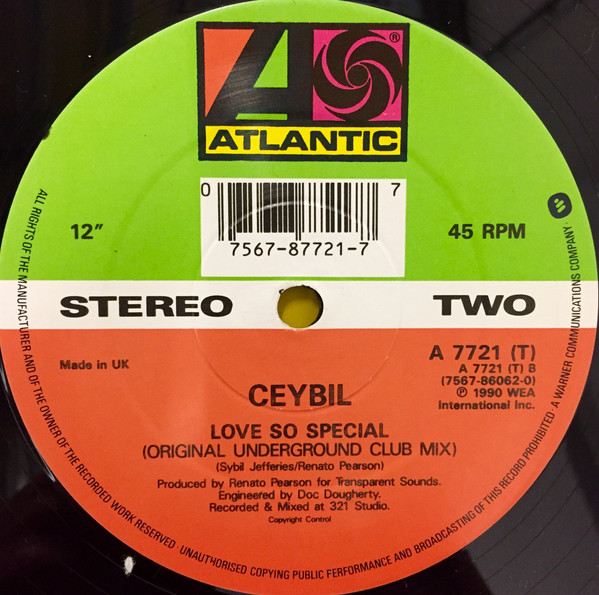 ®
ATLANTIC
0 7
7567-87721-7
12"
45 RPM
STEREO
TWO
Made in UK
A 7721 (T)
A 7721 (T) B
(7567-86062-0)
℗ 1990 WEA
International Inc.
CEYBIL
LOVE SO SPECIAL
(ORIGINAL UNDERGROUND CLUB MIX)
(Sybil Jefferies/Renato Pearson)
Produced by Renato Pearson for Transparent Sounds.
Engineered by Doc Dougherty.
Recorded & Mixed at 321 Studio.
Copyright Control
ALL RIGHTS OF THE MANUFACTURER AND OF THE OWNER OF THE RECORDED WORK RESERVED · UNAUTHORISED COPYING PUBLIC PERFORMANCE AND BROADCASTING OF THIS RECORD PROHIBITED · A WARNER COMMUNICATIONS COMPANY ·